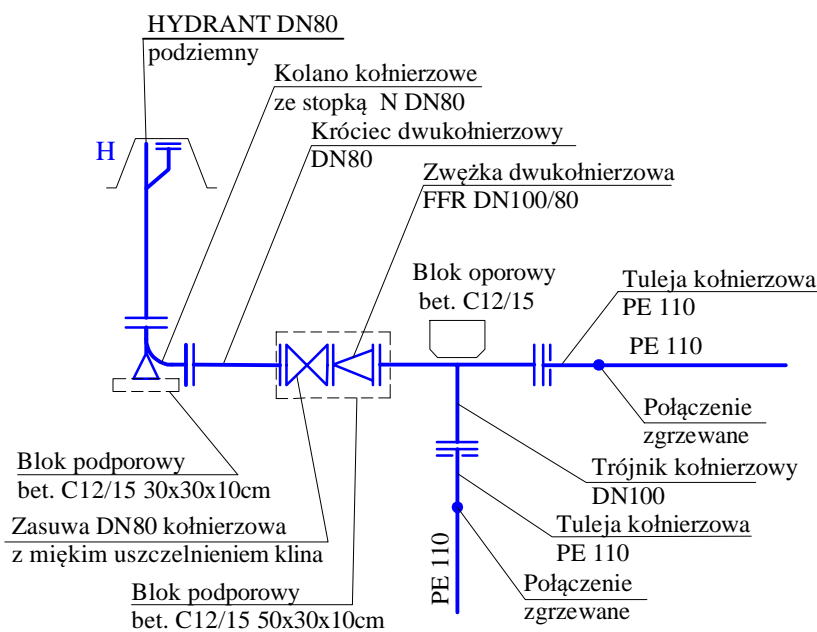 HYDRANT DN80
podziemny
Kolano kołnierzowe
ze stopką N DN80
Króciec dwukołnierzowy
DN80
H
Zwężka dwukołnierzowa
FFR DN100/80
Blok oporowy
bet. C12/15
Tuleja kołnierzowa
PE 110
PE 110
Połączenie
zgrzewane
Blok podporowy
bet. C12/15 30x30x10cm
Trójnik kołnierzowy
DN100
Zasuwa DN80 kołnierzowa
z miękim uszczelnieniem klina
Tuleja kołnierzowa
PE 110
PE 110
Blok podporowy
bet. C12/15 50x30x10cm
Połączenie
zgrzewane